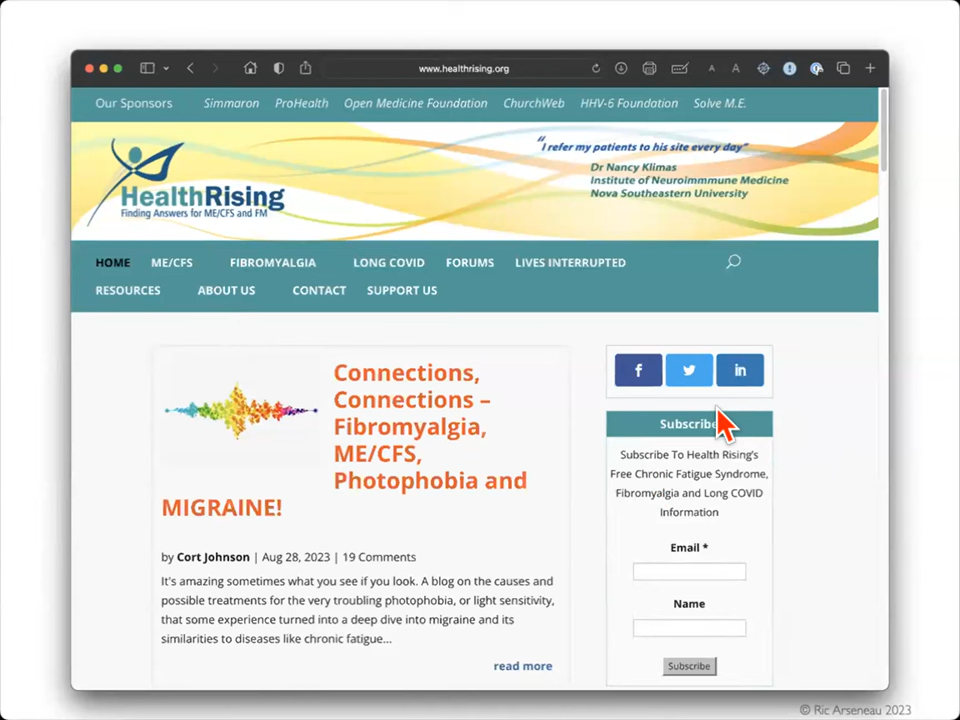 www.healthrising.org
A A
Our Sponsors Simmaron ProHealth Open Medicine Foundation ChurchWeb HHV-6 Foundation Solve M.E.
HealthRising
Finding Answers for ME/CFS and FM
"I refer my patients to his site every day"
Dr Nancy Klimas
Institute of Neuroimmmune Medicine
Nova Southeastern University
HOME ME/CFS FIBROMYALGIA LONG COVID FORUMS LIVES INTERRUPTED
RESOURCES ABOUT US CONTACT SUPPORT US
Connections,
Connections –
Fibromyalgia,
ME/CFS,
Photophobia and
MIGRAINE!
by Cort Johnson | Aug 28, 2023 | 19 Comments
It's amazing sometimes what you see if you look. A blog on the causes and
possible treatments for the very troubling photophobia, or light sensitivity,
that some experience turned into a deep dive into migraine and its
similarities to diseases like chronic fatigue...
read more
f in
Subscribe
Subscribe To Health Rising's
Free Chronic Fatigue Syndrome,
Fibromyalgia and Long COVID
Information
Email *
Name
Subscribe
© Ric Arseneau 2023